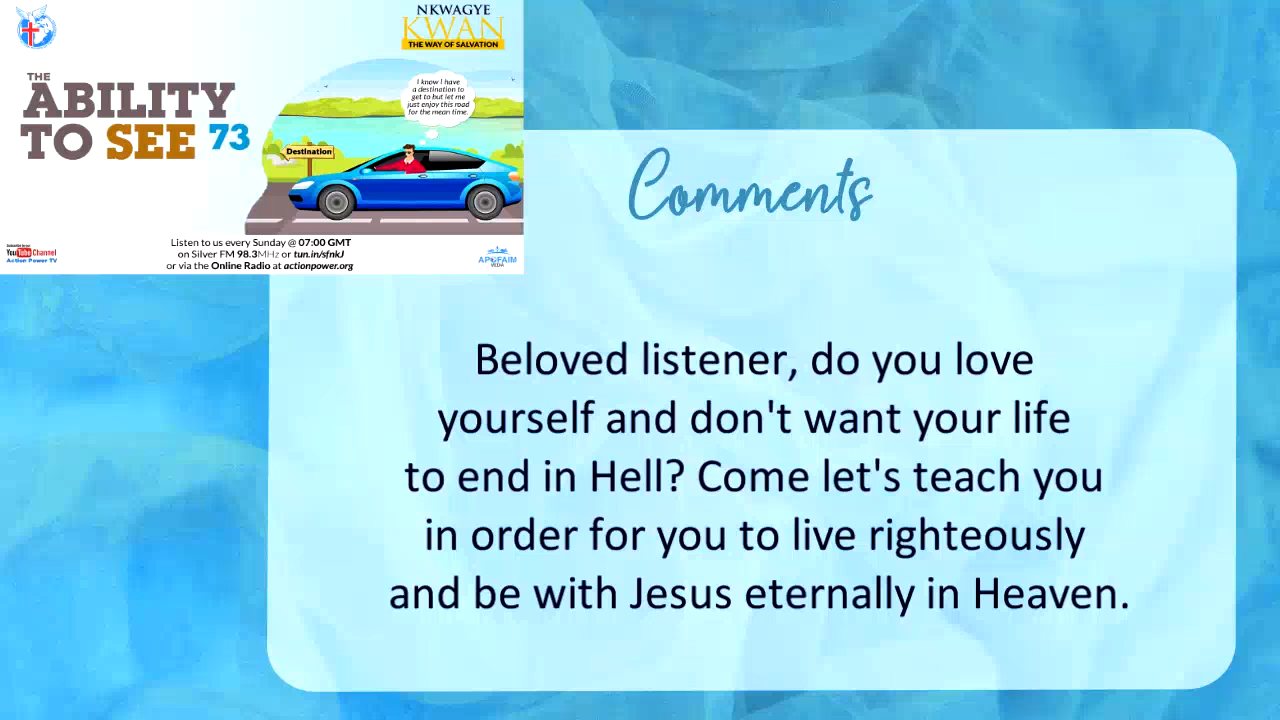 NKWAGYE
KWAN
THE WAY OF SALVATION
THE
ABILITY
TO SEE 73
I know I have
a destination to
get to but let me
just enjoy this road
for the mean time.
Destination
Listen to us every Sunday @ 07:00 GMT
on Silver FM 98.3MHz or tun.in/sfnkJ
or via the Online Radio at actionpower.org
YouTube Channel
Action Power TV
APOFAIM
MEDIA
Comments
Beloved listener, do you love
yourself and don't want your life
to end in Hell? Come let's teach you
in order for you to live righteously
and be with Jesus eternally in Heaven.